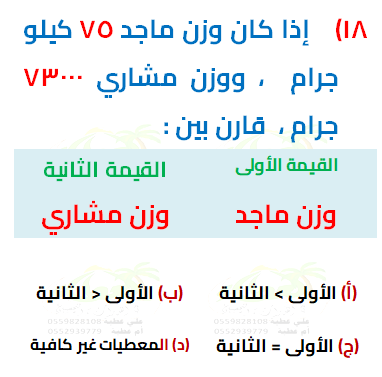 ١٨) إذا كان وزن ماجد ٧٥ كيلو
جرام ، ووزن مشاري ٧٣٠٠٠
جرام ، قارن بين :
القيمة الأولى القيمة الثانية
وزن ماجد وزن مشاري
(أ) الأولى < الثانية (ب) الأولى > الثانية
(ج) الأولى = الثانية (د) المعطيات غير كافية